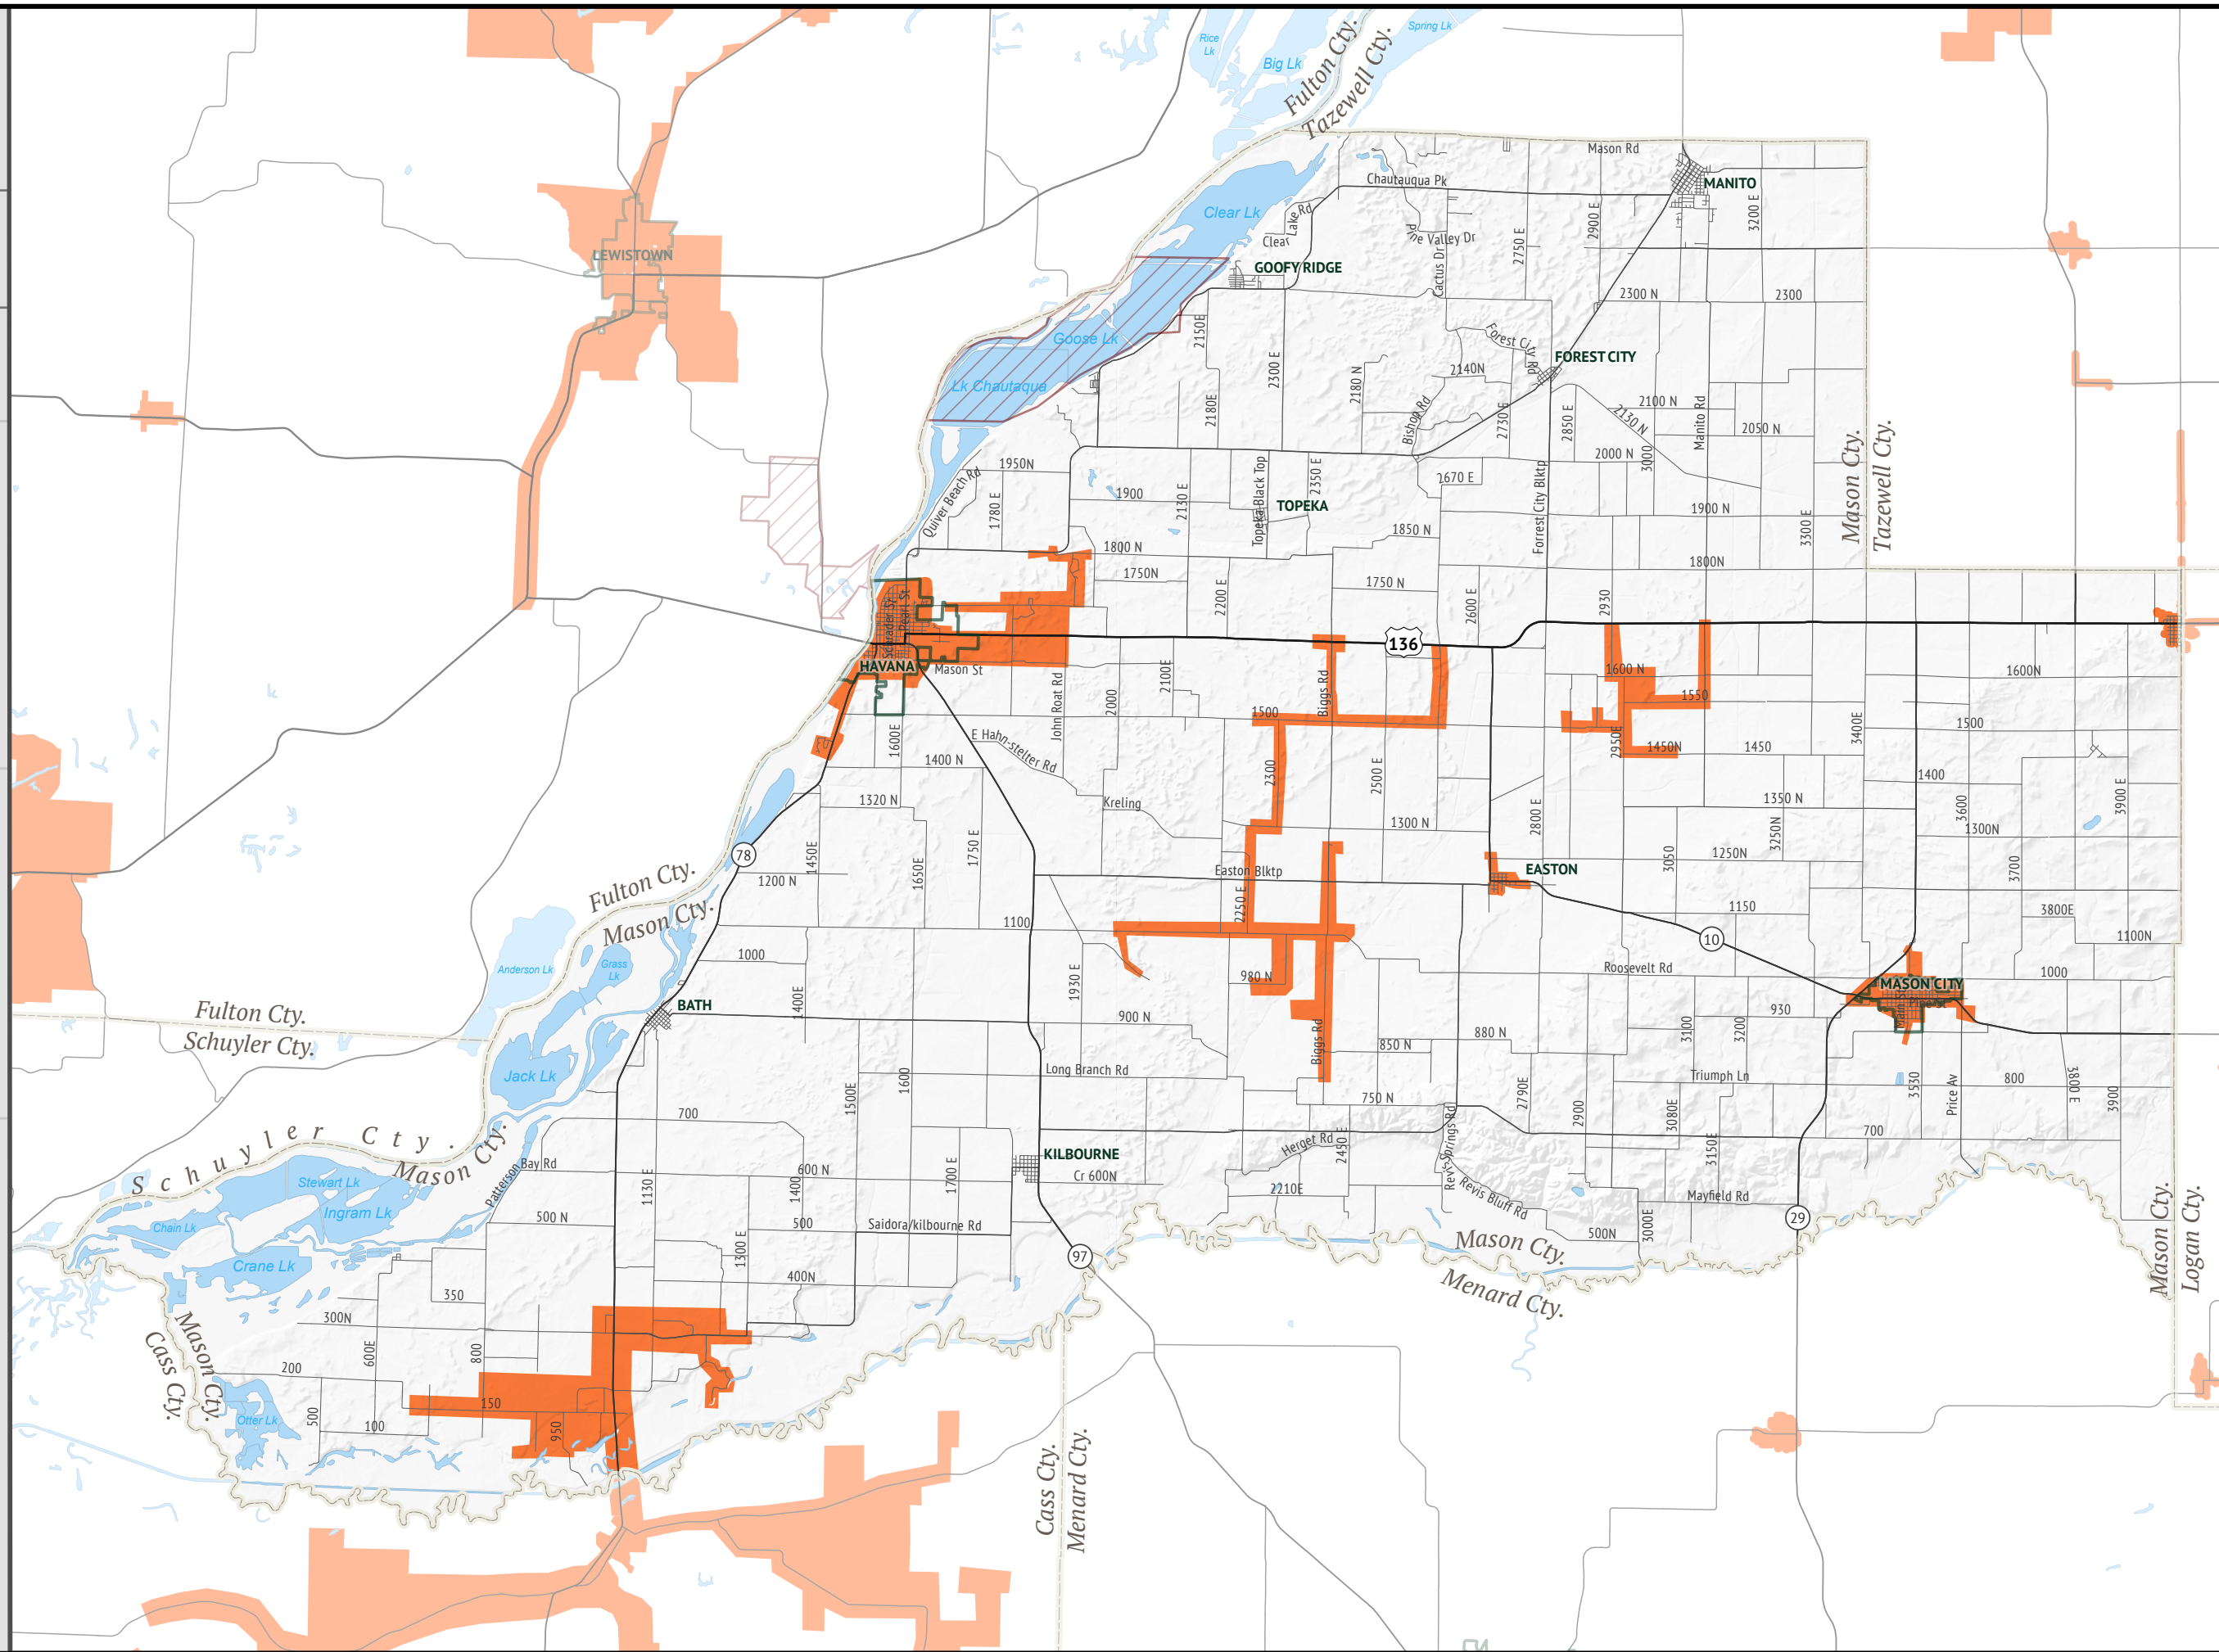 Rice
Lk
Big Lk
Spring Lk
Fulton Cty.
Tazewell Cty.
Mason Rd
MANITO
Chautauqua Pk
Clear Lk
Lake Rd
Clear
Pine Valley Dr
Cactus Dr
2750 E
2900 E
3200 E
LEWISTOWN
GOOFY RIDGE
2300 N
2300
Goose Lk
2150E
2300 E
Forest City Rd
FOREST CITY
Lk Chautaqua
2180E
2180 N
2140N
Bishop Rd
2730 E
2850 E
2100 N
2130 N
Manito Rd
2050 N
Mason Cty.
Tazewell Cty.
1950N
Quiver Beach Rd
1780 E
1900
2130 E
Topeka Black Top
2350 E
TOPEKA
2670 E
2000 N
3000
Forrest City Blktp
1900 N
3300 E
1850 N
1800 N
1750N
1750 N
1800N
2200 E
2600 E
2930
Schrader St
Pearl St
136
HAVANA
Mason St
John Roat Rd
2000
2100E
Biggs Rd
1500
1600 N
1550
1600N
2950E
1450N
1450
3400E
1500
1600E
1400 N
E Hahn-stelter Rd
2300
2500 E
1400
1320 N
Kreling
1300 N
2800 E
1350 N
3250N
3600
1300N
3900 E
78
1450E
1650E
1750 E
1200 N
Easton Blktp
EASTON
3050
1250N
3700
Fulton Cty.
Mason Cty.
1100
2250 E
1150
3800E
1100N
10
Anderson Lk
Grass
Lk
1000
1400E
1930 E
980 N
Roosevelt Rd
1000
MASON CITY
Fulton Cty.
Schuyler Cty.
BATH
900 N
930
Biggs Rd
850 N
880 N
3100
3200
Jack Lk
1500E
1600
Long Branch Rd
750 N
2790E
2900
Triumph Ln
3080E
3530
Price Av
800
3800 E
3900
Schuyler Cty.
Mason Cty.
700
Patterson Bay Rd
1130 E
600 N
1400
1700 E
KILBOURNE
Cr 600N
Herget Rd
2450 E
2210E
Revis Springs Rd
Revis Bluff Rd
3150E
700
Mayfield Rd
Stewart Lk
Ingram Lk
Chain Lk
500 N
1300 E
500
Saidora/kilbourne Rd
97
Mason Cty.
Menard Cty.
500N
3000E
29
Mason Cty.
Logan Cty.
Crane Lk
350
400N
300N
Mason Cty.
Cass Cty.
200
600E
800
150
Otter Lk
500
100
950
Cass Cty.
Menard Cty.